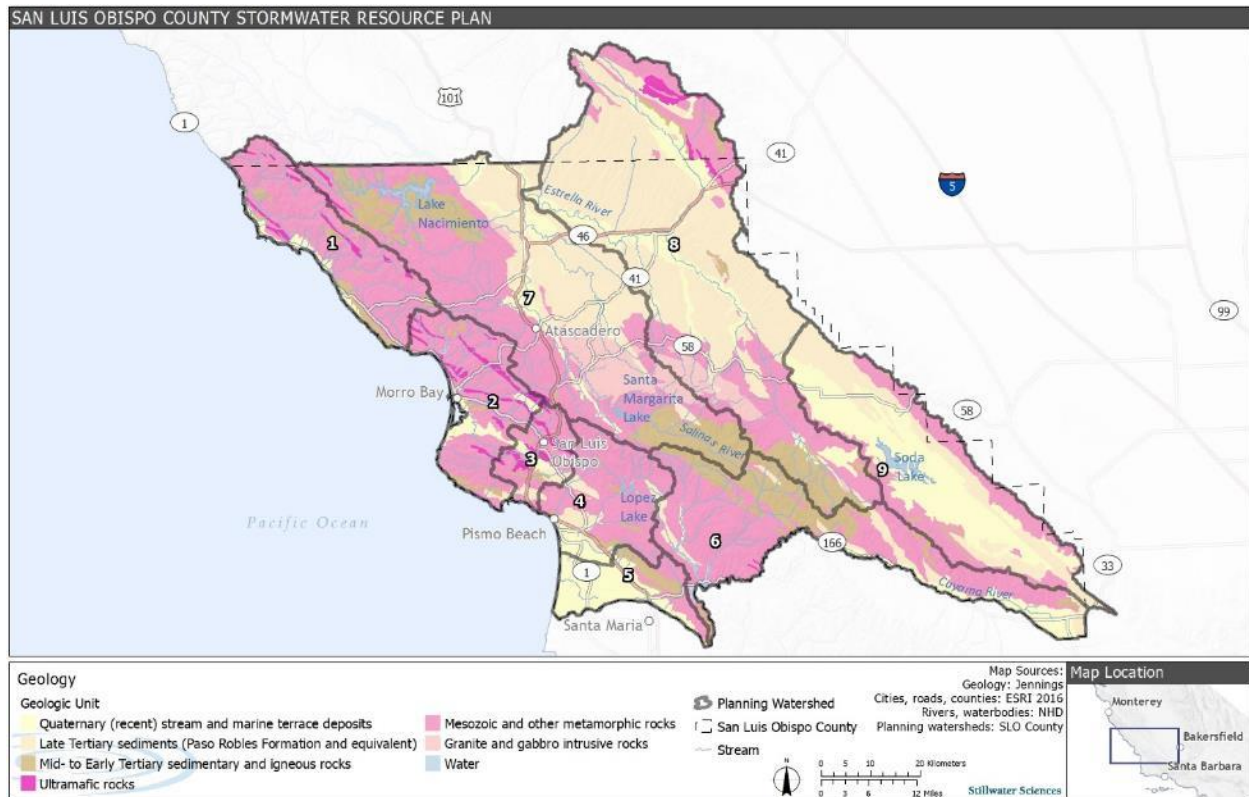 SAN LUIS OBISPO COUNTY STORMWATER RESOURCE PLAN
101
1
41
5
Estrella River
Lake
Nacimiento
46
8
1
41
99
7
Atascadero
58
Santa
Margarita
Lake
Morro Bay
2
58
Salinas River
San Luis
Obispo
3
Soda
Lake
9
4
Lopez
Lake
Pacific Ocean
Pismo Beach
6
166
1
5
33
Cuyama River
Santa Maria
Geology
Geologic Unit
Quaternary (recent) stream and marine terrace deposits
Late Tertiary sediments (Paso Robles Formation and equivalent)
Mid- to Early Tertiary sedimentary and igneous rocks
Ultramafic rocks
Mesozoic and other metamorphic rocks
Granite and gabbro intrusive rocks
Water
Planning Watershed
San Luis Obispo County
Stream
Map Sources:
Geology: Jennings
Cities, roads, counties: ESRI 2016
Rivers, waterbodies: NHD
Planning watersheds: SLO County
N
0 5 10 20 Kilometers
0 3 6 12 Miles
Stillwater Sciences
Map Location
Monterey
Bakersfield
Santa Barbara